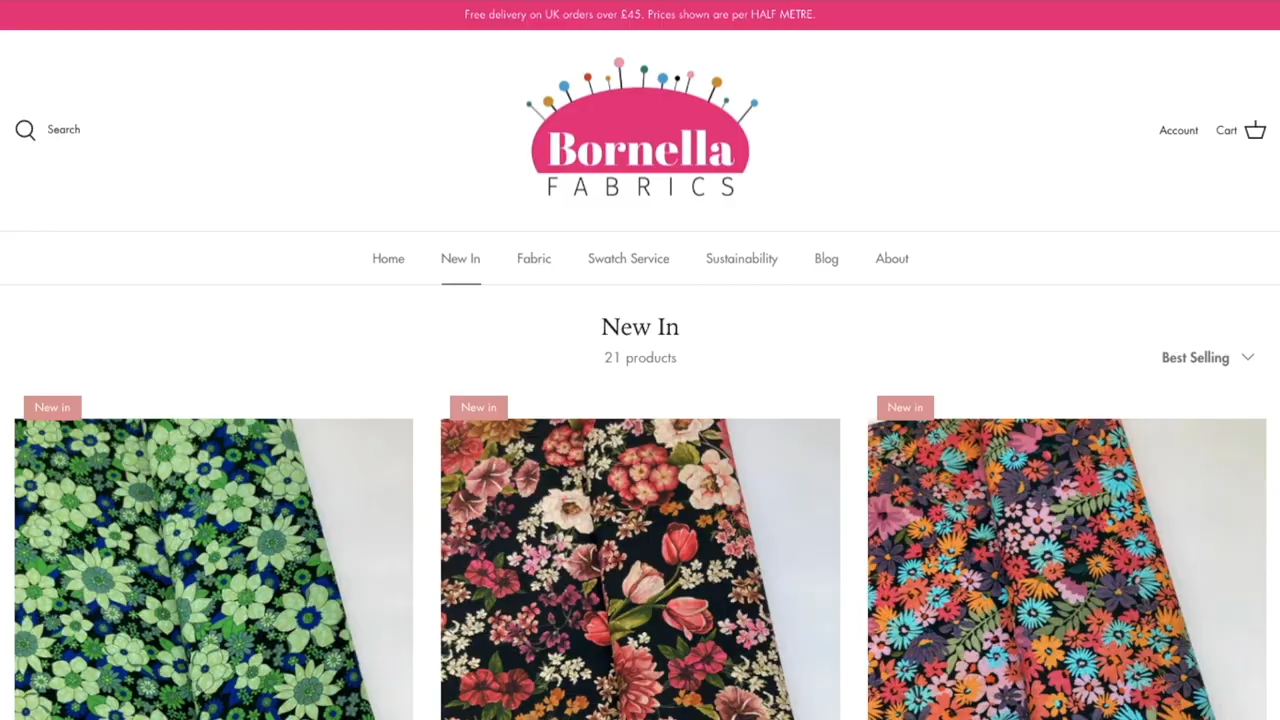 Free delivery on UK orders over £45. Prices shown are per HALF METRE.
Search
Bornella
FABRICS
Account
Cart
Home
New In
Fabric
Swatch Service
Sustainability
Blog
About
New In
21 products
Best Selling
New in
New in
New in